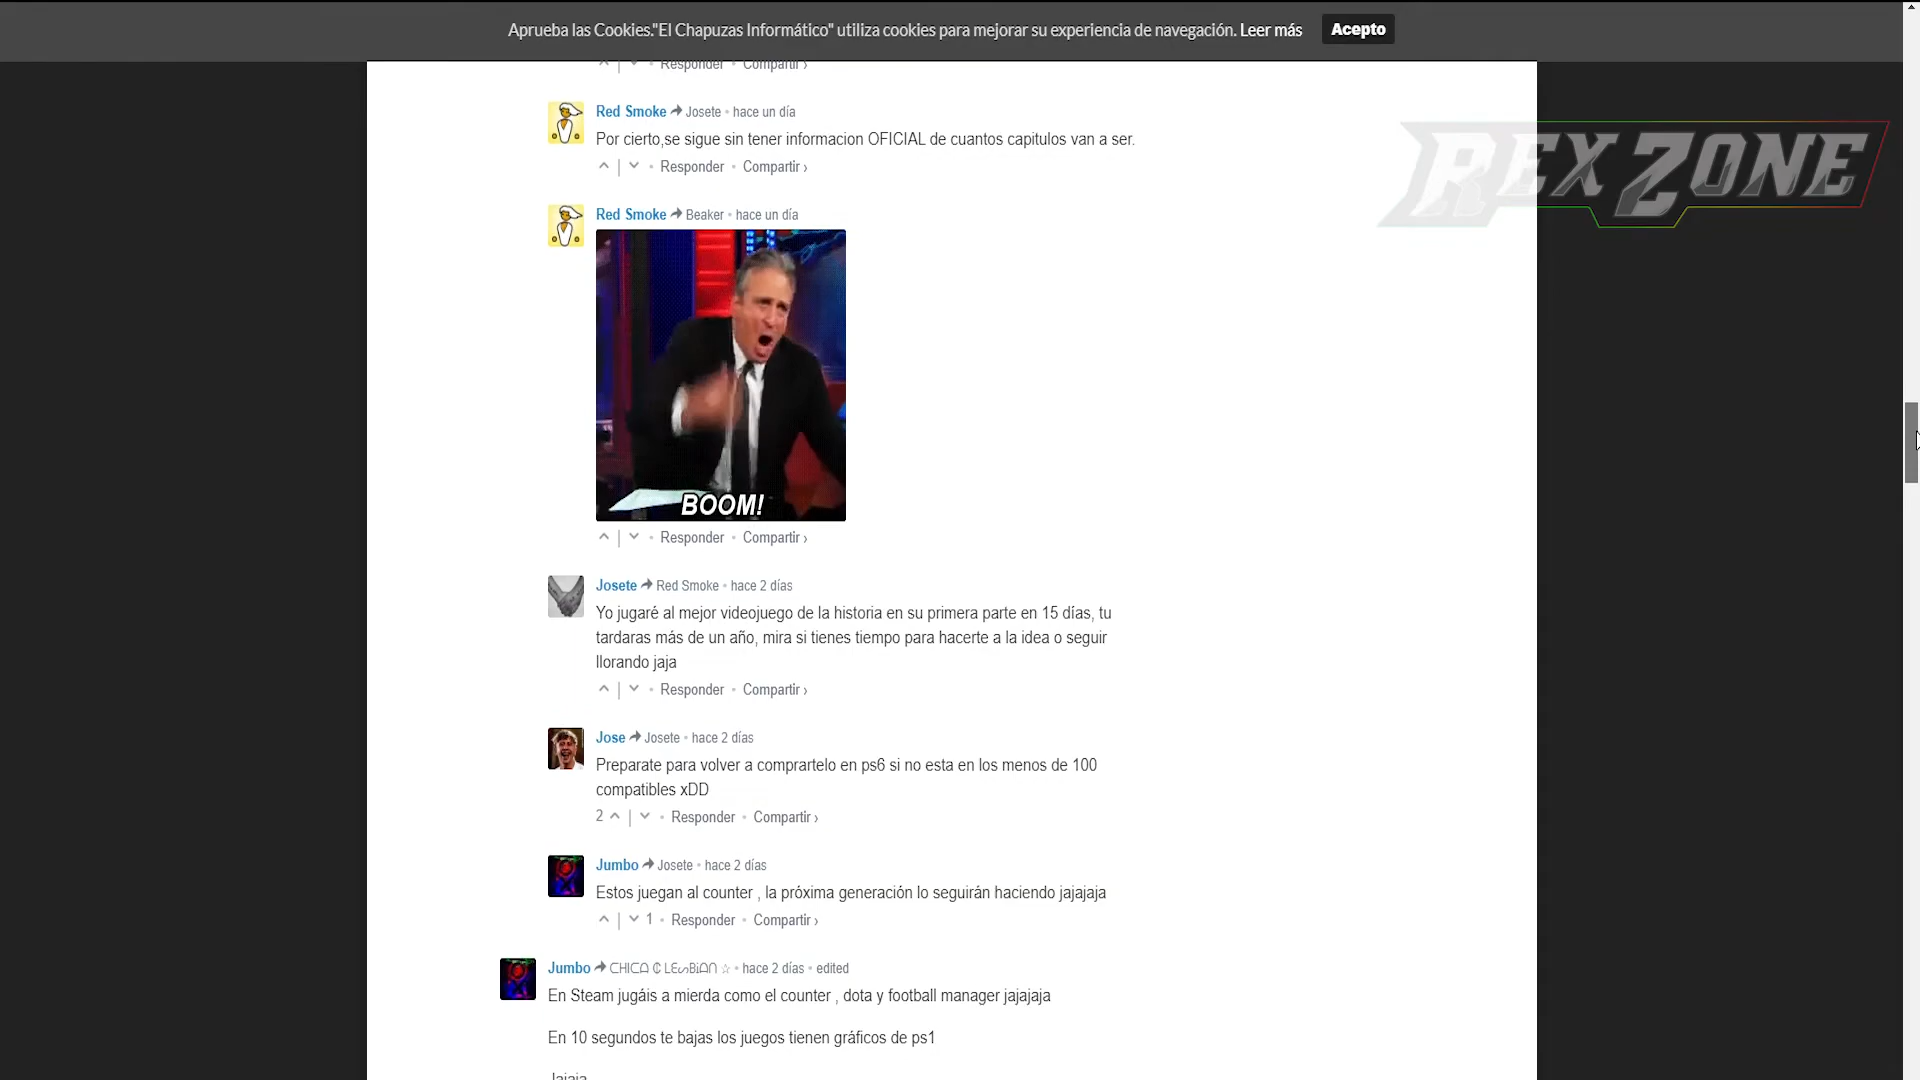 Aprueba las Cookies."El Chapuzas Informático" utiliza cookies para mejorar su experiencia de navegación. Leer más Acepto
Responder • Compartir ›
REX ZONE
Red Smoke Josete • hace un día
Por cierto,se sigue sin tener informacion OFICIAL de cuantos capitulos van a ser.
Responder • Compartir ›
Red Smoke Beaker • hace un día
BOOM!
Responder • Compartir ›
Josete Red Smoke • hace 2 días
Yo jugaré al mejor videojuego de la historia en su primera parte en 15 días, tu
tardaras más de un año, mira si tienes tiempo para hacerte a la idea o seguir
llorando jaja
Responder • Compartir ›
Jose Josete • hace 2 días
Preparate para volver a comprartelo en ps6 si no esta en los menos de 100
compatibles xDD
2 • Responder • Compartir ›
Jumbo Josete • hace 2 días
Estos juegan al counter , la próxima generación lo seguirán haciendo jajajaja
1 • Responder • Compartir ›
Jumbo • hace 2 días • edited
En Steam jugáis a mierda como el counter , dota y football manager jajajaja
En 10 segundos te bajas los juegos tienen gráficos de ps1
Jajaja